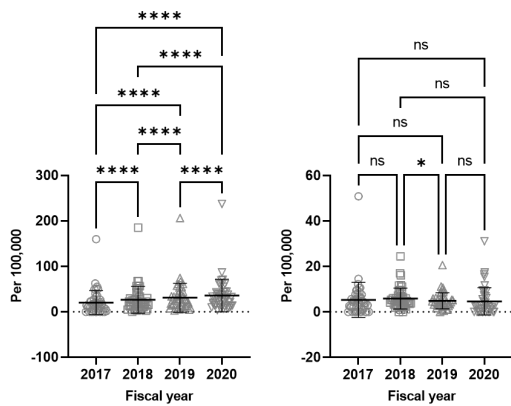 ****
****
****
****
****
****
300
200
100
0
-100
Per 100,000
2017 2018 2019 2020
Fiscal year
ns
ns
ns
ns
*
ns
60
40
20
0
-20
Per 100,000
2017 2018 2019 2020
Fiscal year